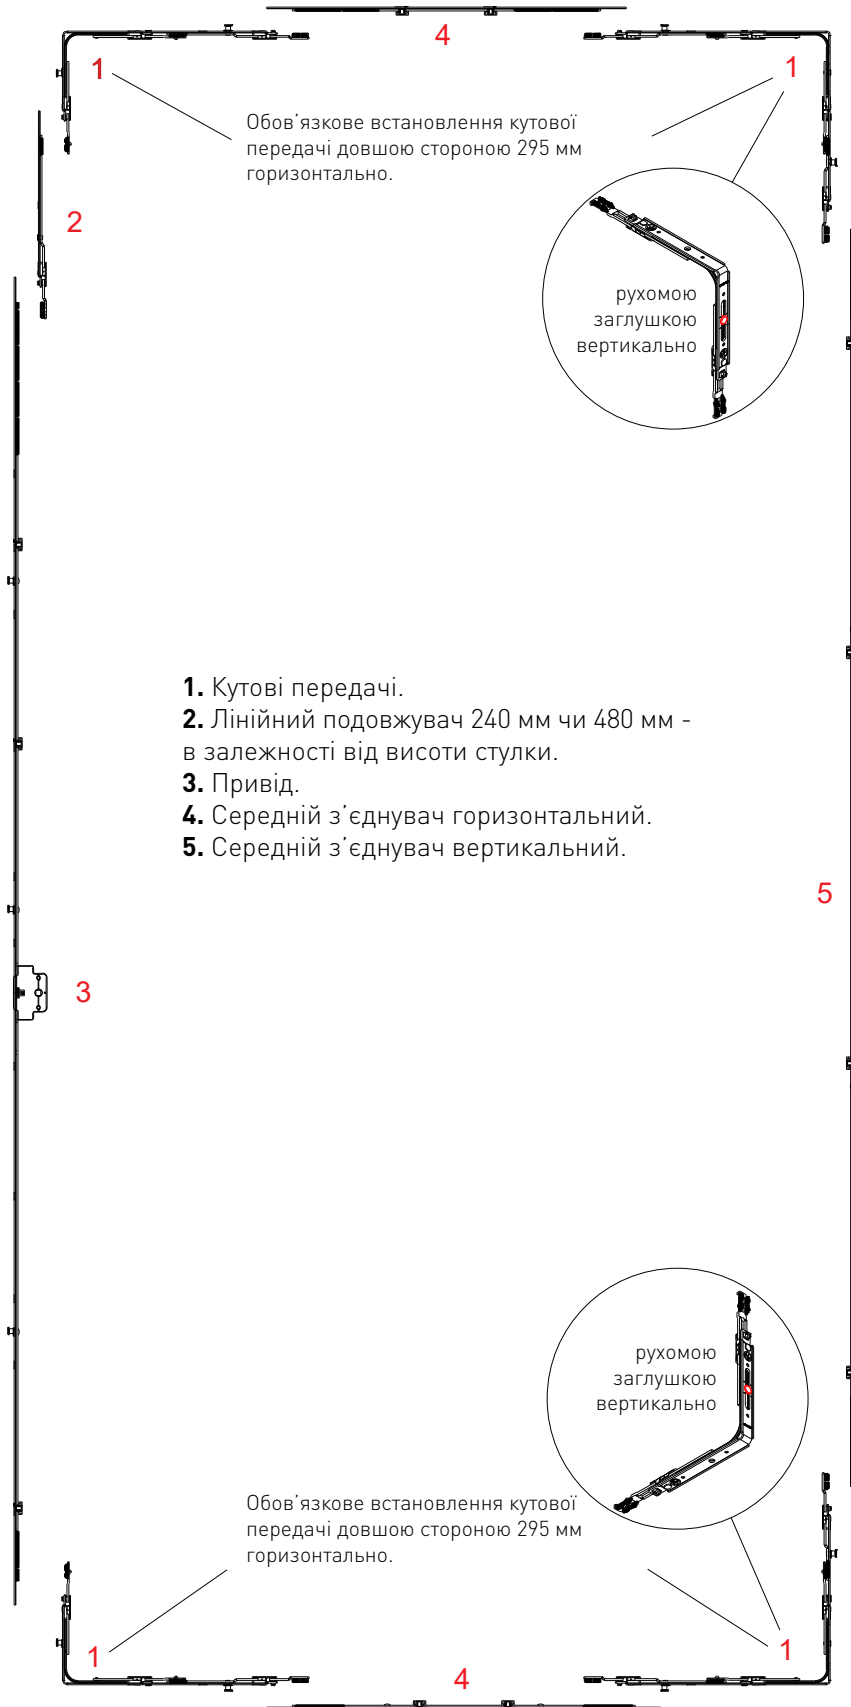 4
1
1
Обов’язкове встановлення кутової
передачі довшою стороною 295 мм
горизонтально.
2
рухомою
заглушкою
вертикально
1. Кутові передачі.
2. Лінійний подовжувач 240 мм чи 480 мм -
в залежності від висоти стулки.
3. Привід.
4. Середній з’єднувач горизонтальний.
5. Середній з’єднувач вертикальний.
5
3
рухомою
заглушкою
вертикально
Обов’язкове встановлення кутової
передачі довшою стороною 295 мм
горизонтально.
1
1
4